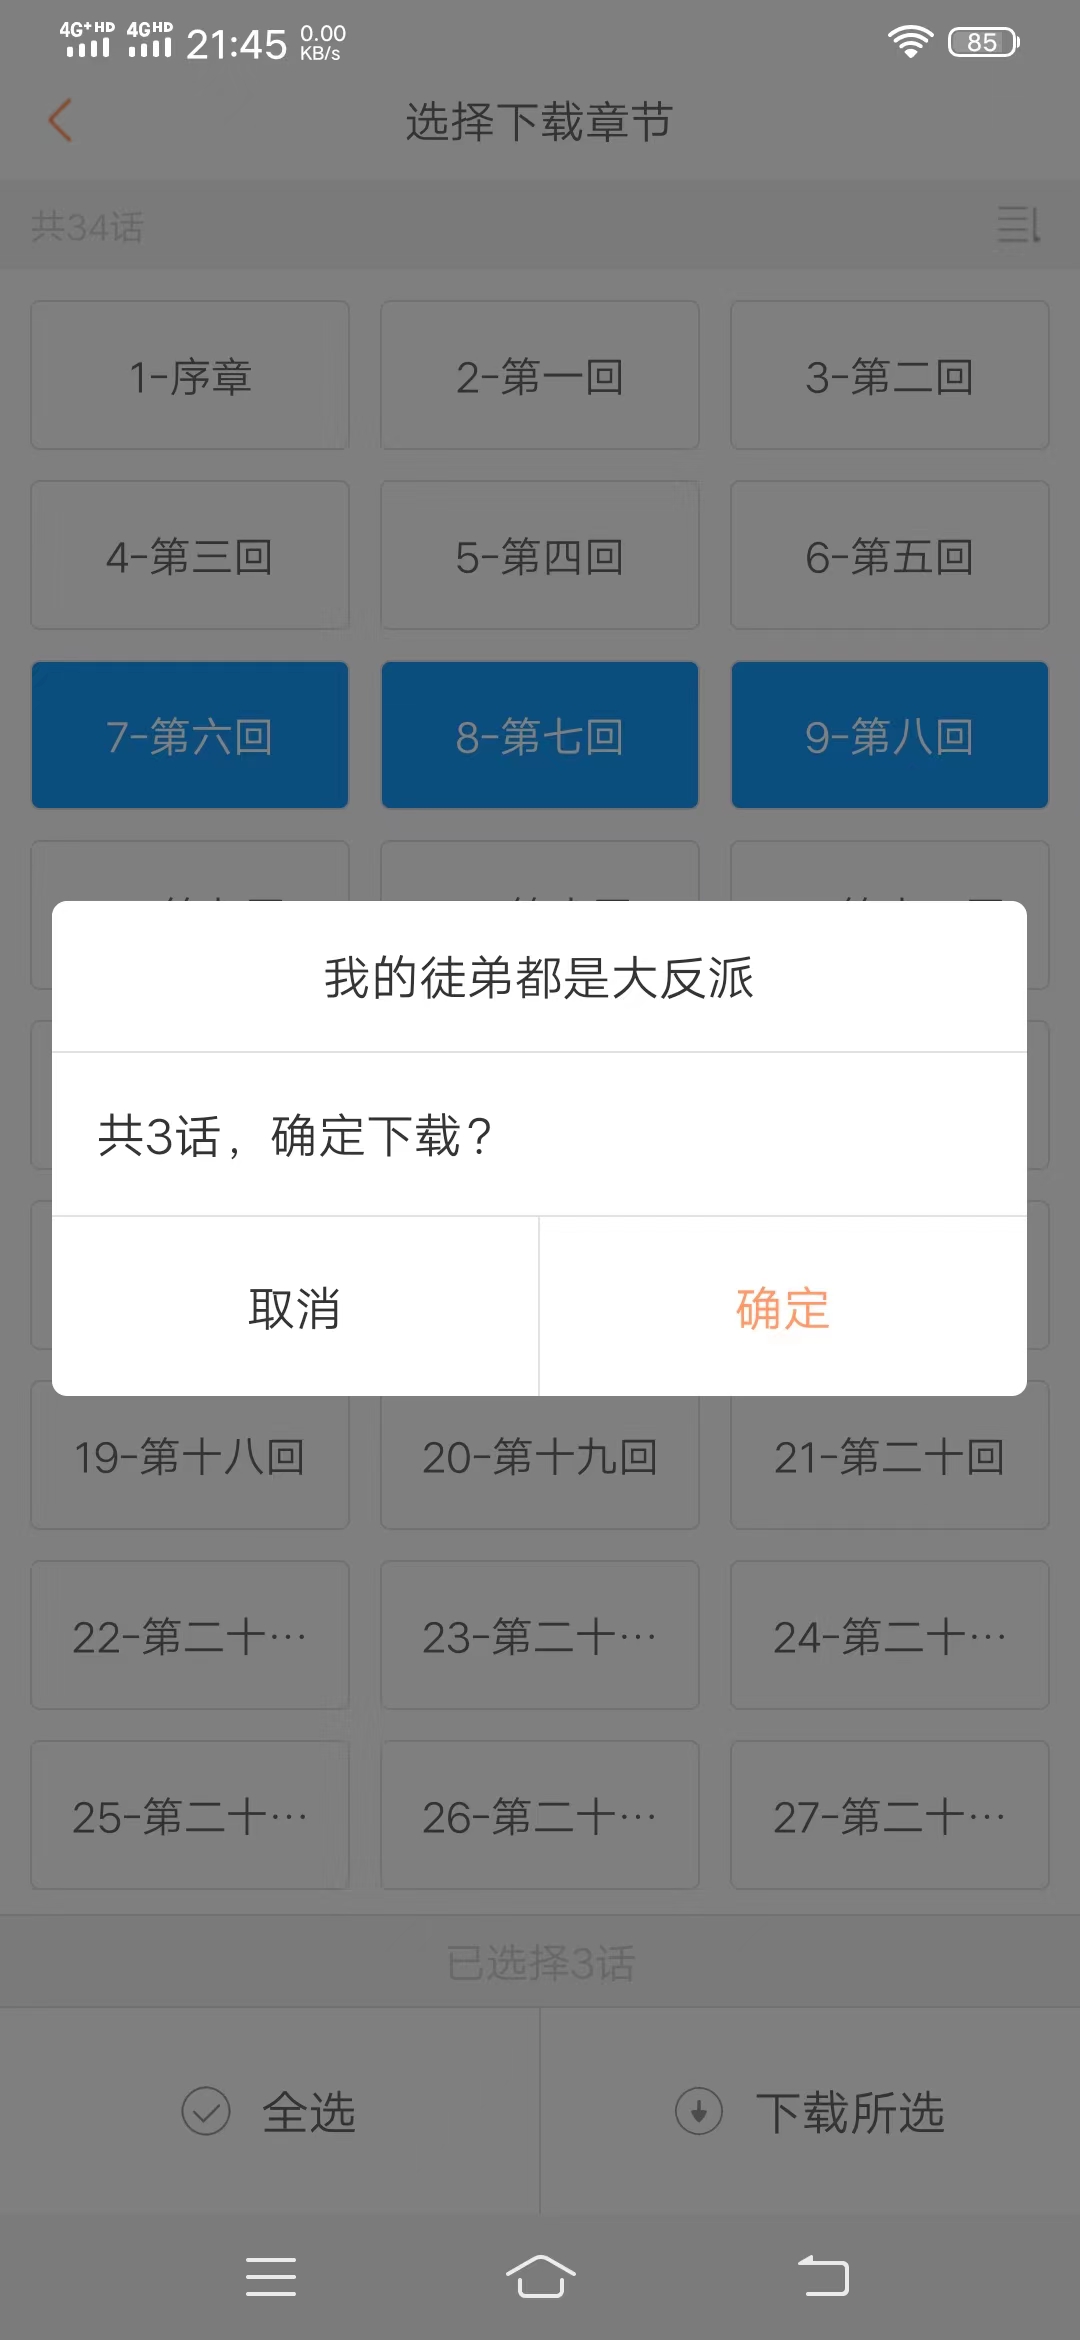 4G+HD 4GHD 21:45 0.00 KB/s 85
选择下载章节
共34话
1-序章 2-第一回 3-第二回
4-第三回 5-第四回 6-第五回
7-第六回 8-第七回 9-第八回
我的徒弟都是大反派
共3话，确定下载？
取消 确定
19-第十八回 20-第十九回 21-第二十回
22-第二十… 23-第二十… 24-第二十…
25-第二十… 26-第二十… 27-第二十…
已选择3话
全选 下载所选